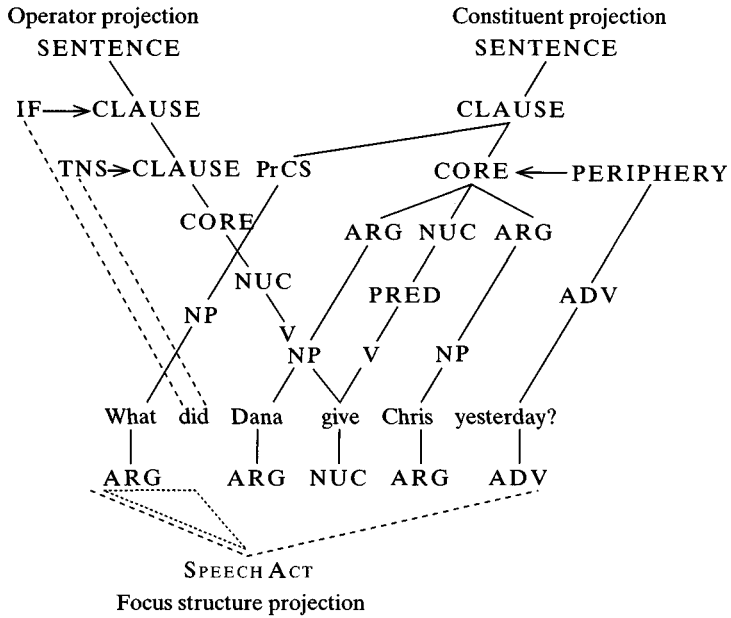 Operator projection Constituent projection
SENTENCE SENTENCE
IF CLAUSE CLAUSE
TNS CLAUSE PrCS CORE PERIPHERY
CORE ARG NUC ARG
NUC PRED ADV
NP V
NP V NP
What did Dana give Chris yesterday?
ARG ARG NUC ARG ADV
SPEECH ACT
Focus structure projection